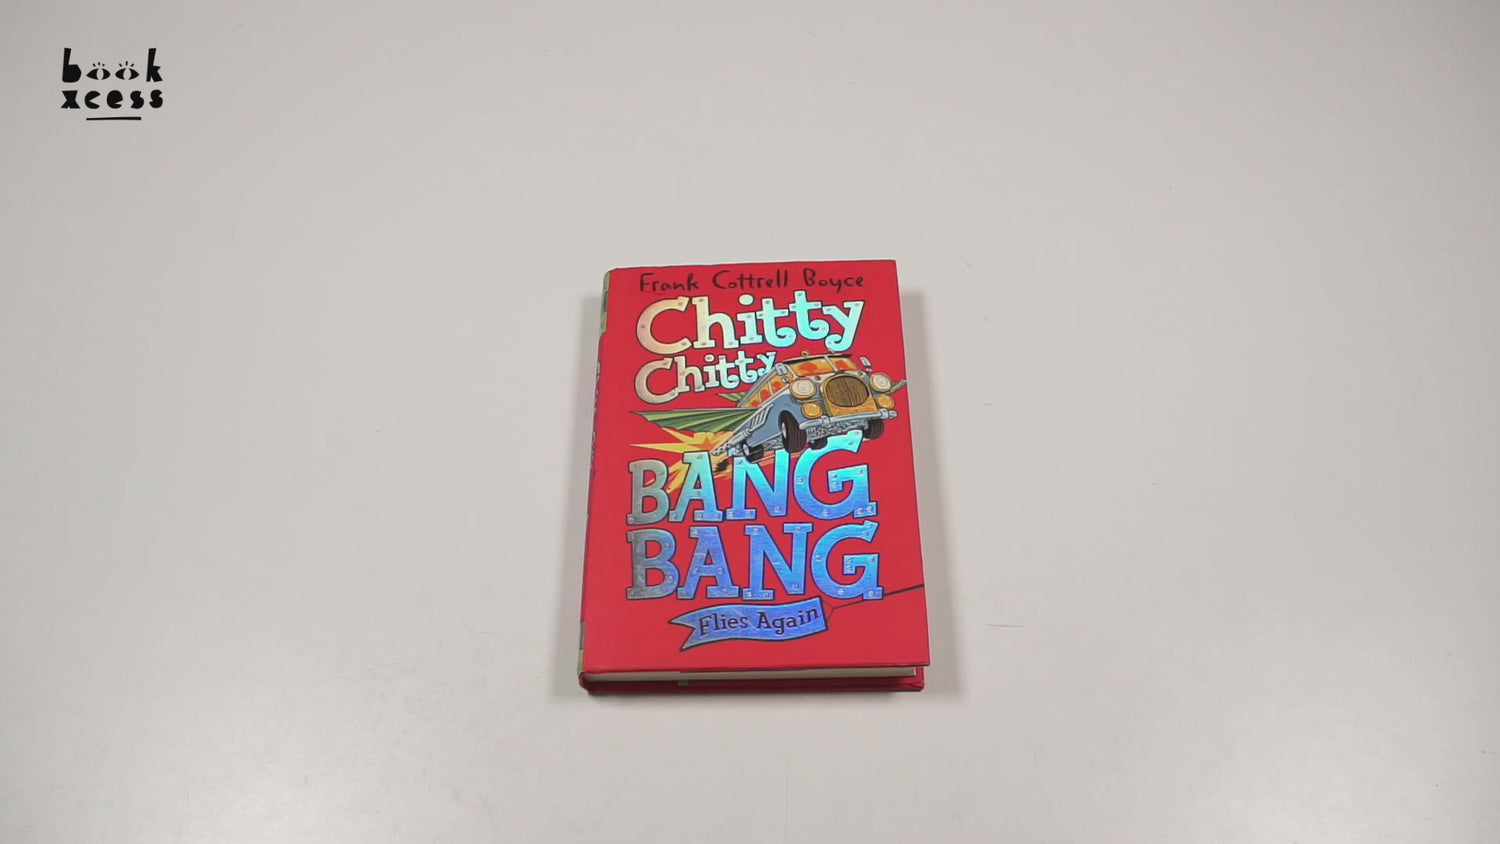 book
xcess
Frank Cottrell Boyce
Chitty
Chitty
BANG
BANG
Flies Again